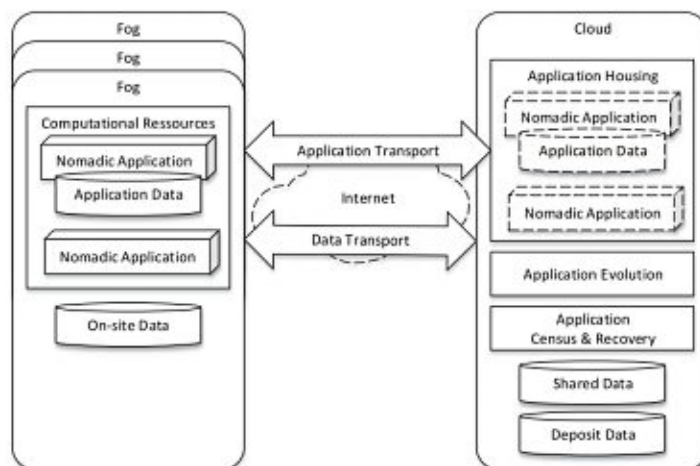 Fog
Fog
Fog
Computational Ressources
Nomadic Application
Application Data
Nomadic Application
On-site Data
Application Transport
Internet
Data Transport
Cloud
Application Housing
Nomadic Application
Application Data
Nomadic Application
Application Evolution
Application
Census & Recovery
Shared Data
Deposit Data